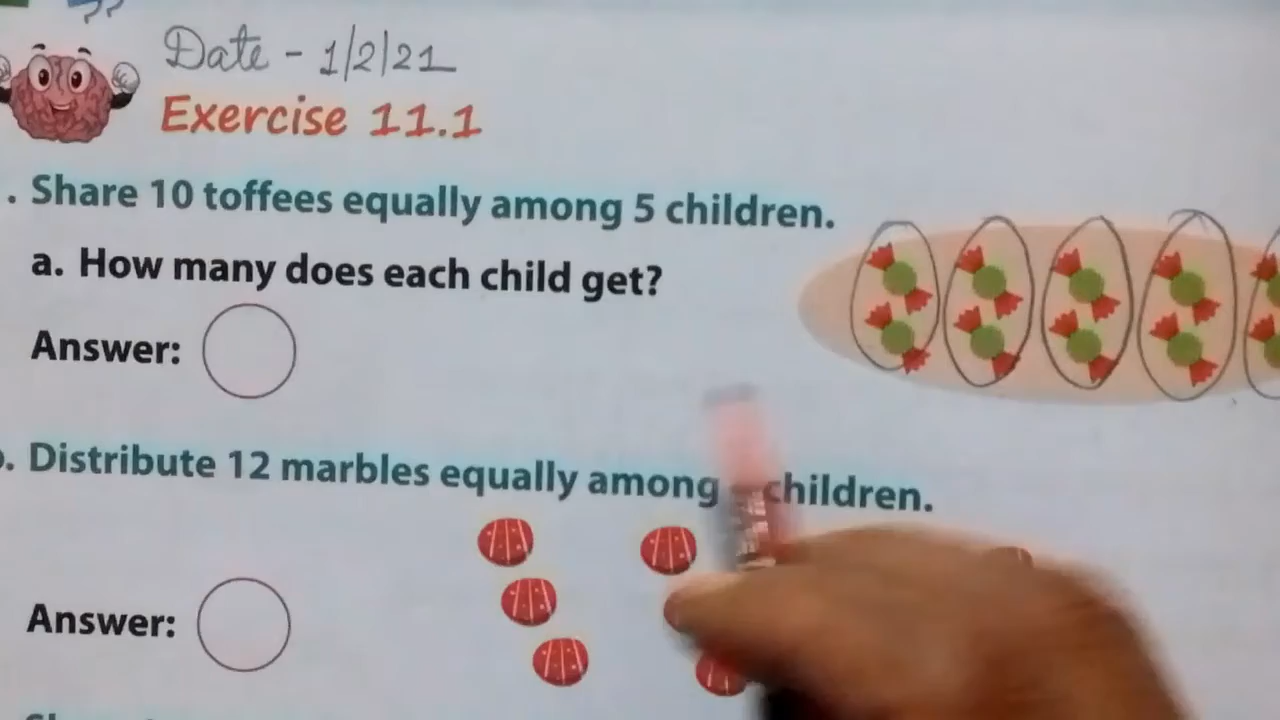 Date - 1/2/21
Exercise 11.1
. Share 10 toffees equally among 5 children.
a. How many does each child get?
Answer:
. Distribute 12 marbles equally among children.
Answer: